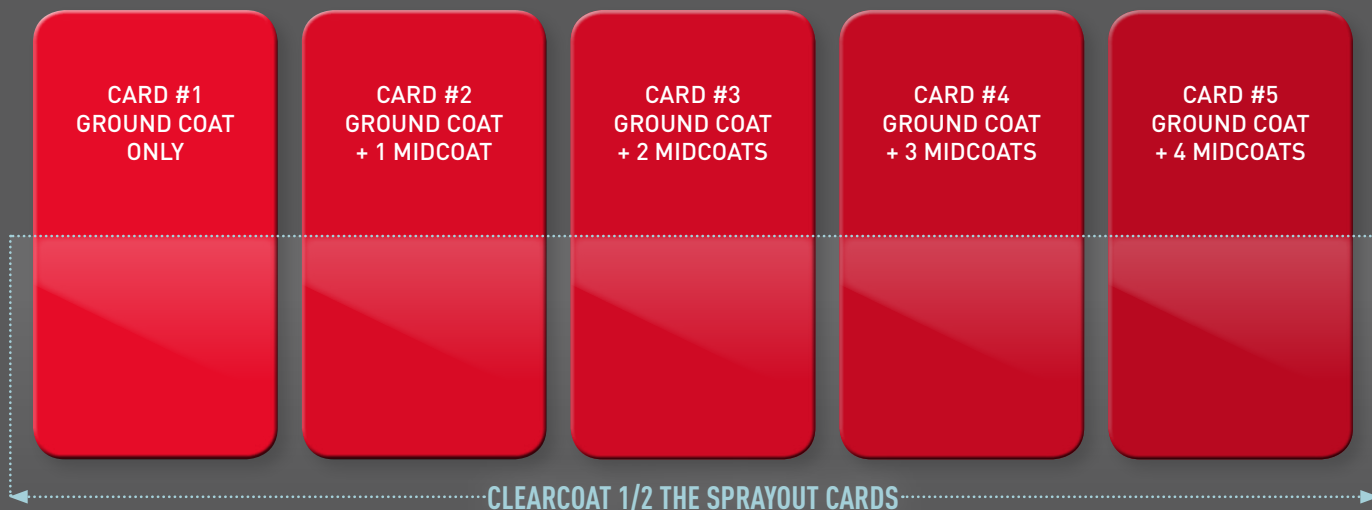 CARD #1
GROUND COAT
ONLY
CARD #2
GROUND COAT
+ 1 MIDCOAT
CARD #3
GROUND COAT
+ 2 MIDCOATS
CARD #4
GROUND COAT
+ 3 MIDCOATS
CARD #5
GROUND COAT
+ 4 MIDCOATS
CLEARCOAT 1/2 THE SPRAYOUT CARDS